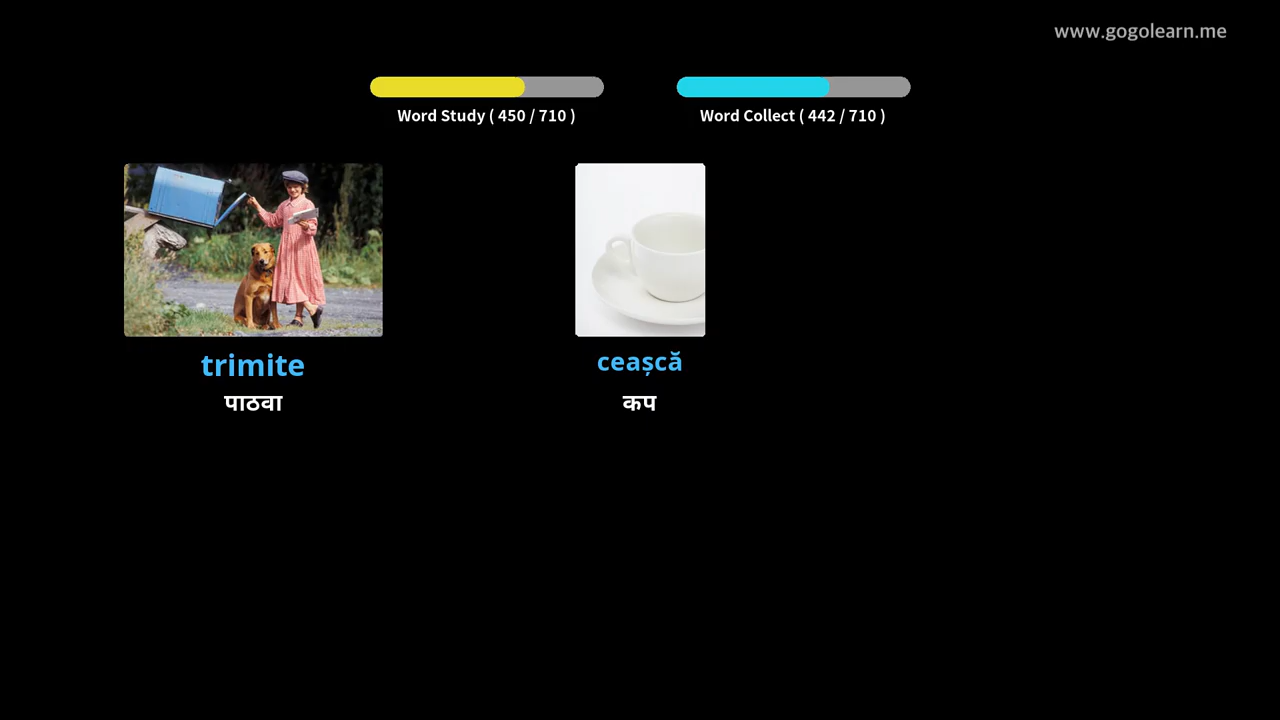 www.gogolearn.me
Word Study ( 450 / 710 )
Word Collect ( 442 / 710 )
trimite
पाठवा
ceașcă
कप